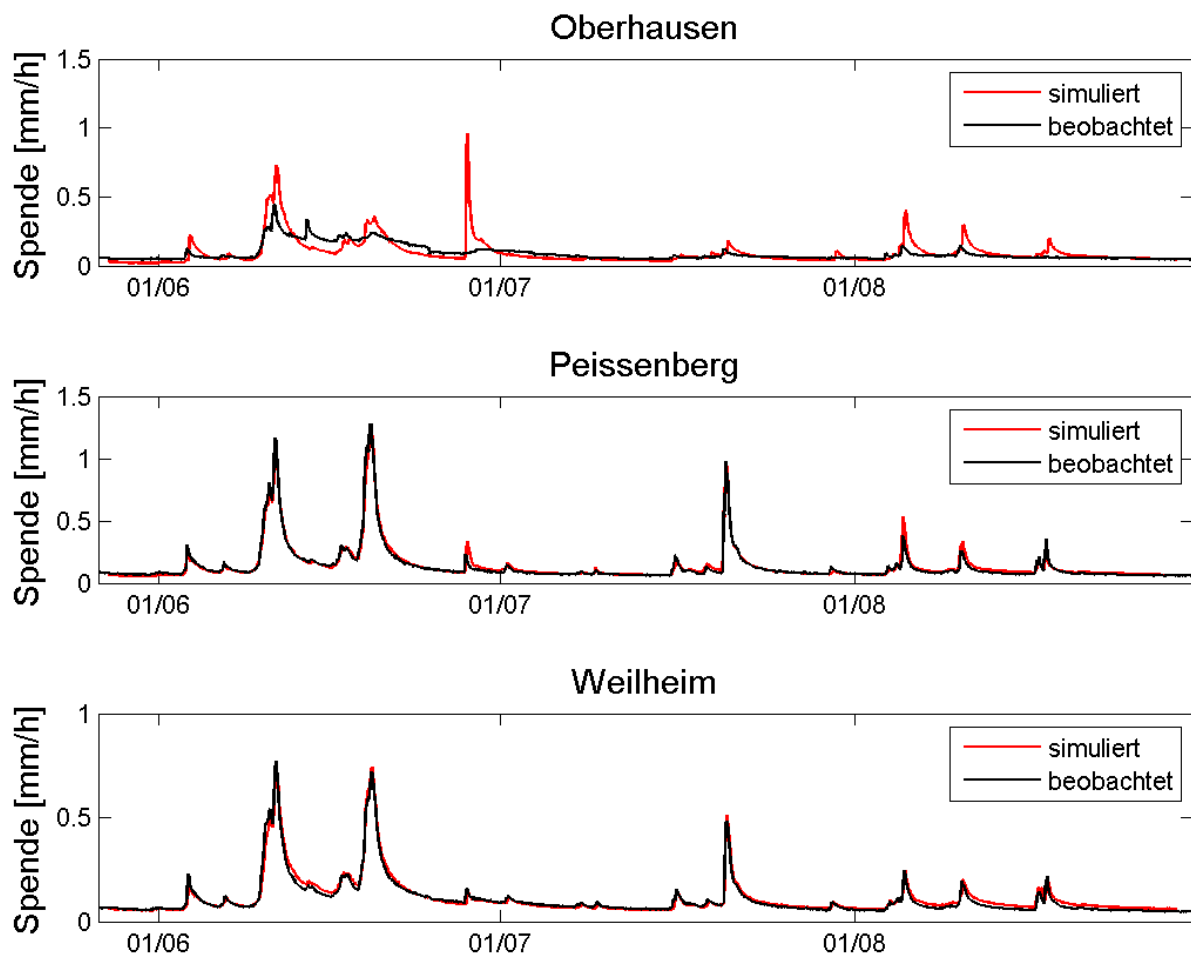 Oberhausen
Spende [mm/h]
1.5
1
0.5
0
simuliert
beobachtet
01/06 01/07 01/08
Peissenberg
Spende [mm/h]
1.5
1
0.5
0
simuliert
beobachtet
01/06 01/07 01/08
Weilheim
Spende [mm/h]
1
0.5
0
simuliert
beobachtet
01/06 01/07 01/08